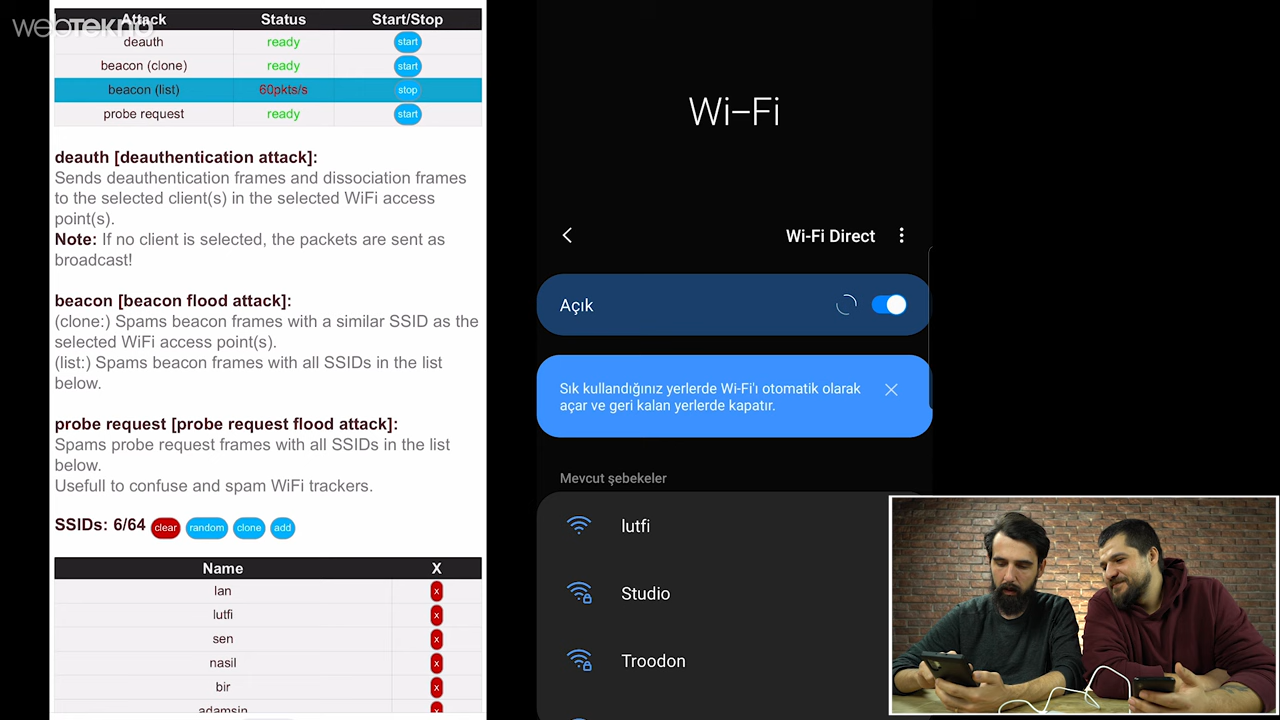 webTEKNO
Attack Status Start/Stop
deauth ready start
beacon (clone) ready start
beacon (list) 60pkts/s stop
probe request ready start
deauth [deauthentication attack]:
Sends deauthentication frames and dissociation frames
to the selected client(s) in the selected WiFi access
point(s).
Note: If no client is selected, the packets are sent as
broadcast!
beacon [beacon flood attack]:
(clone:) Spams beacon frames with a similar SSID as the
selected WiFi access point(s).
(list:) Spams beacon frames with all SSIDs in the list
below.
probe request [probe request flood attack]:
Spams probe request frames with all SSIDs in the list
below.
Usefull to confuse and spam WiFi trackers.
SSIDs: 6/64 clear random clone add
Name X
lan x
lutfi x
sen x
nasil x
bir x
adamsin x
Wi-Fi
Wi-Fi Direct
Açık
Sık kullandığınız yerlerde Wi-Fi'ı otomatik olarak
açar ve geri kalan yerlerde kapatır.
Mevcut şebekeler
lutfi
Studio
Troodon